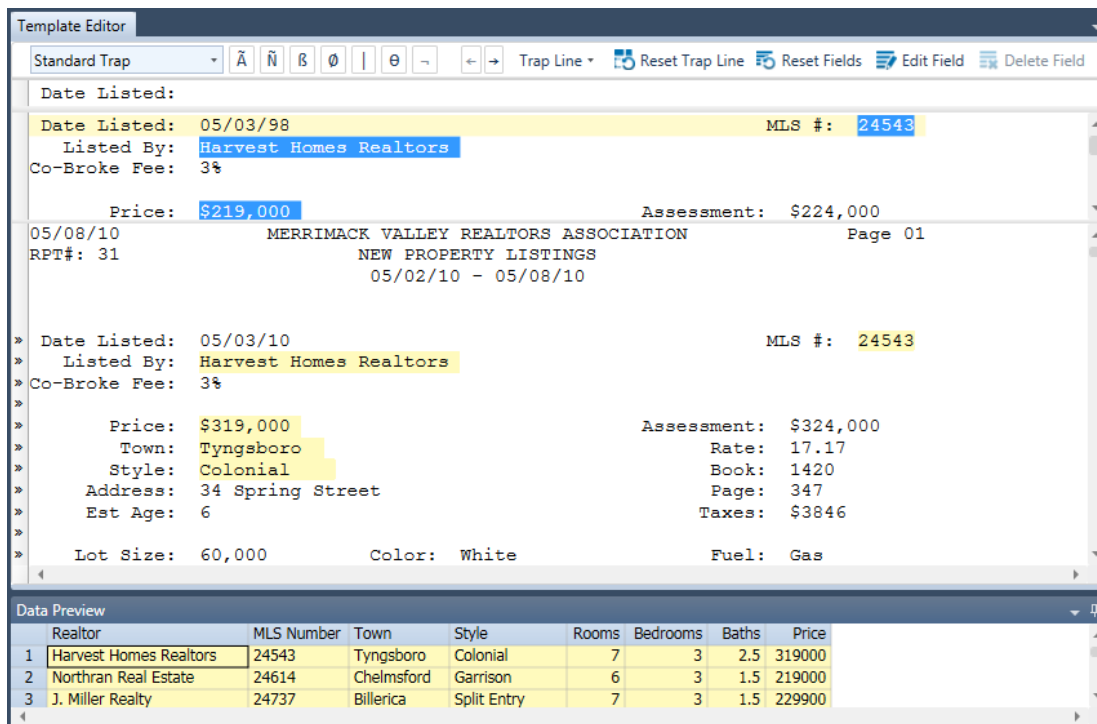 Template Editor
Standard Trap Ã Ñ ß Ø | Ɵ ¬ ← → Trap Line Reset Trap Line Reset Fields Edit Field Delete Field
Date Listed:
Date Listed: 05/03/98 MLS #: 24543
Listed By: Harvest Homes Realtors
Co-Broke Fee: 3%
Price: $219,000 Assessment: $224,000
05/08/10 MERRIMACK VALLEY REALTORS ASSOCIATION Page 01
RPT#: 31 NEW PROPERTY LISTINGS
05/02/10 - 05/08/10
» Date Listed: 05/03/10 MLS #: 24543
» Listed By: Harvest Homes Realtors
» Co-Broke Fee: 3%
»
» Price: $319,000 Assessment: $324,000
» Town: Tyngsboro Rate: 17.17
» Style: Colonial Book: 1420
» Address: 34 Spring Street Page: 347
» Est Age: 6 Taxes: $3846
»
» Lot Size: 60,000 Color: White Fuel: Gas
Data Preview
Realtor MLS Number Town Style Rooms Bedrooms Baths Price
1 Harvest Homes Realtors 24543 Tyngsboro Colonial 7 3 2.5 319000
2 Northran Real Estate 24614 Chelmsford Garrison 6 3 1.5 219000
3 J. Miller Realty 24737 Billerica Split Entry 7 3 1.5 229900